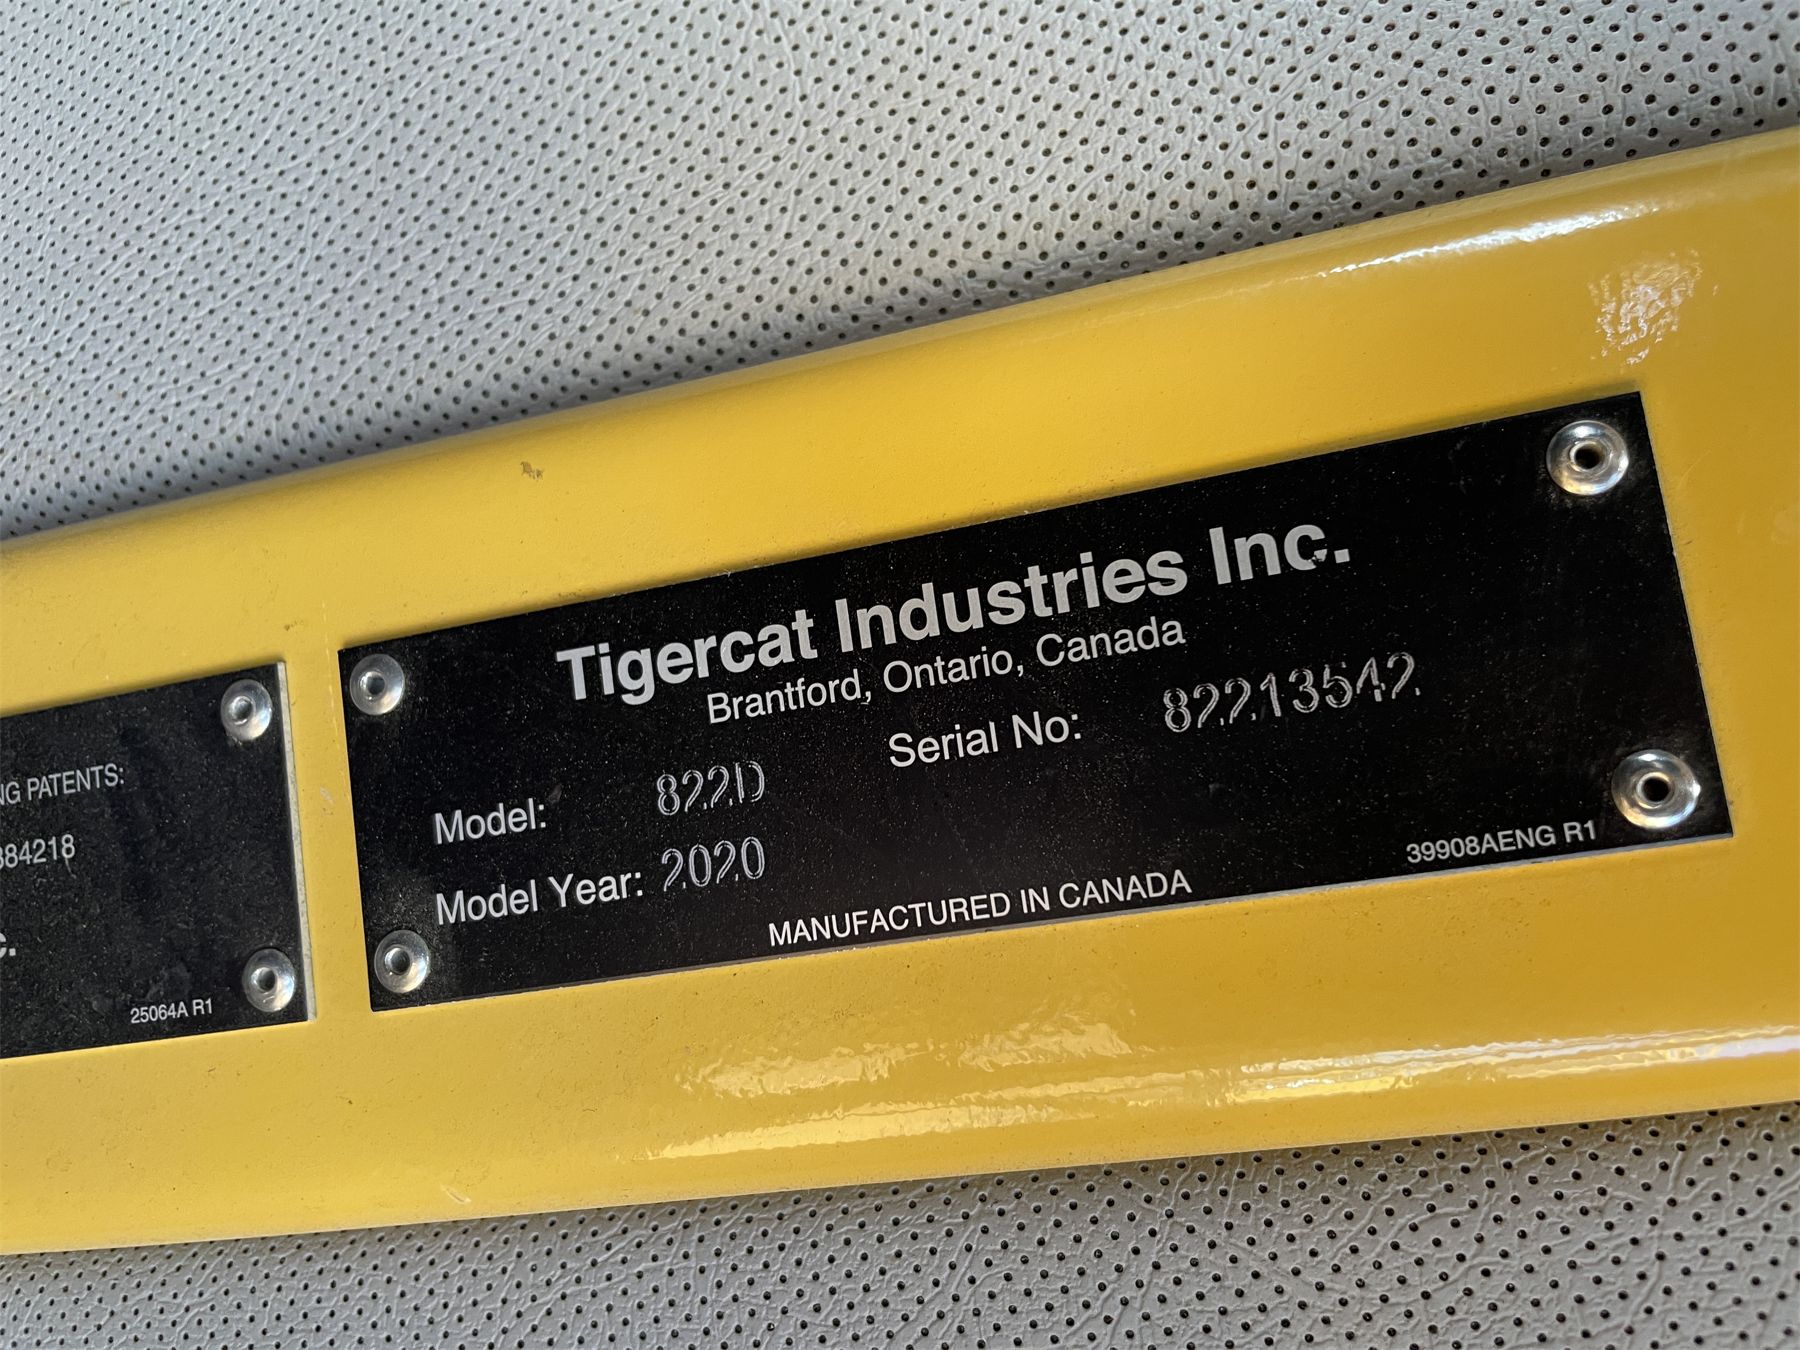 NG PATENTS:
884218
c.
25064A R1
Tigercat Industries Inc.
Brantford, Ontario, Canada
Serial No: 82213542
Model: 822D
Model Year: 2020
MANUFACTURED IN CANADA
39908AENG R1